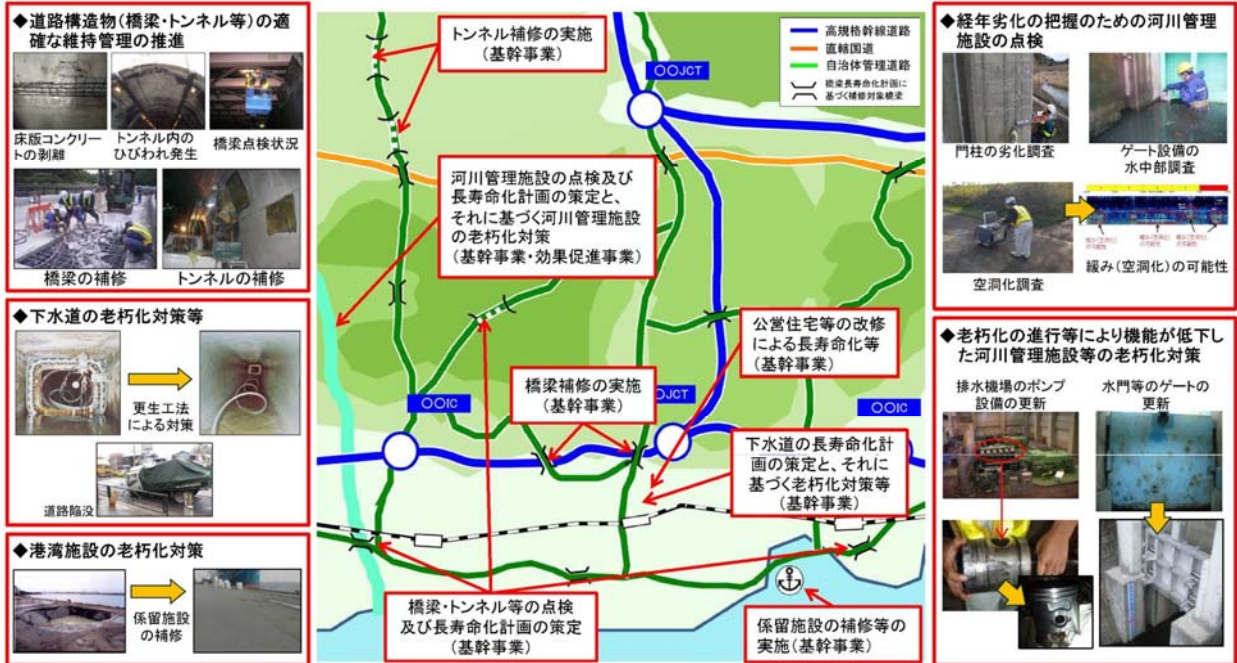 ◆道路構造物(橋梁・トンネル等)の適
確な維持管理の推進
床版コンクリー
トの剥離
トンネル内の
ひびわれ発生
橋梁点検状況
橋梁の補修
トンネルの補修
◆下水道の老朽化対策等
更生工法
による対策
道路陥没
◆港湾施設の老朽化対策
係留施設
の補修
トンネル補修の実施
(基幹事業)
〇〇JCT
高規格幹線道路
直轄国道
自治体管理道路
橋梁長寿命化計画に
基づく補修対象橋梁
河川管理施設の点検及び
長寿命化計画の策定と、
それに基づく河川管理施設
の老朽化対策
(基幹事業・効果促進事業)
公営住宅等の改修
による長寿命化等
(基幹事業)
橋梁補修の実施
(基幹事業)
〇〇IC
〇〇JCT
〇〇IC
下水道の長寿命化計
画の策定と、それに
基づく老朽化対策等
(基幹事業)
橋梁・トンネル等の点検
及び長寿命化計画の策定
(基幹事業)
係留施設の補修等の
実施(基幹事業)
◆経年劣化の把握のための河川管理
施設の点検
門柱の劣化調査
ゲート設備の
水中部調査
空洞化調査
緩み(空洞化)の可能性
◆老朽化の進行等により機能が低下
した河川管理施設等の老朽化対策
排水機場のポンプ
設備の更新
水門等のゲートの
更新